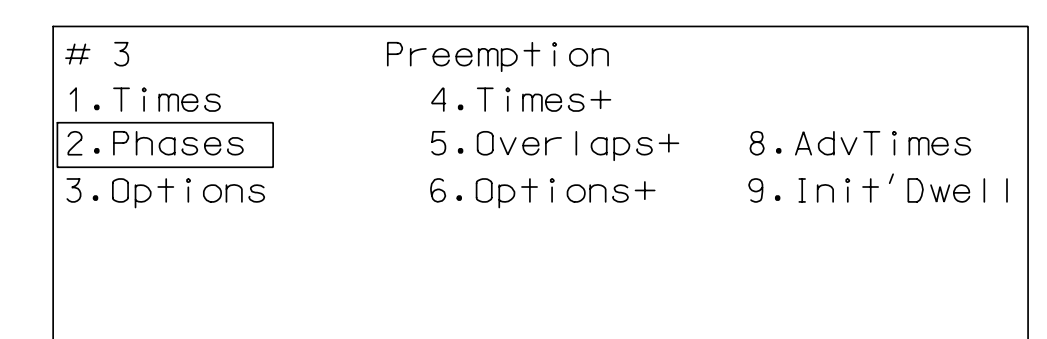 # 3 Preemption
1.Times 4.Times+
2.Phases 5.Overlaps+ 8.AdvTimes
3.Options 6.Options+ 9.Init'Dwell